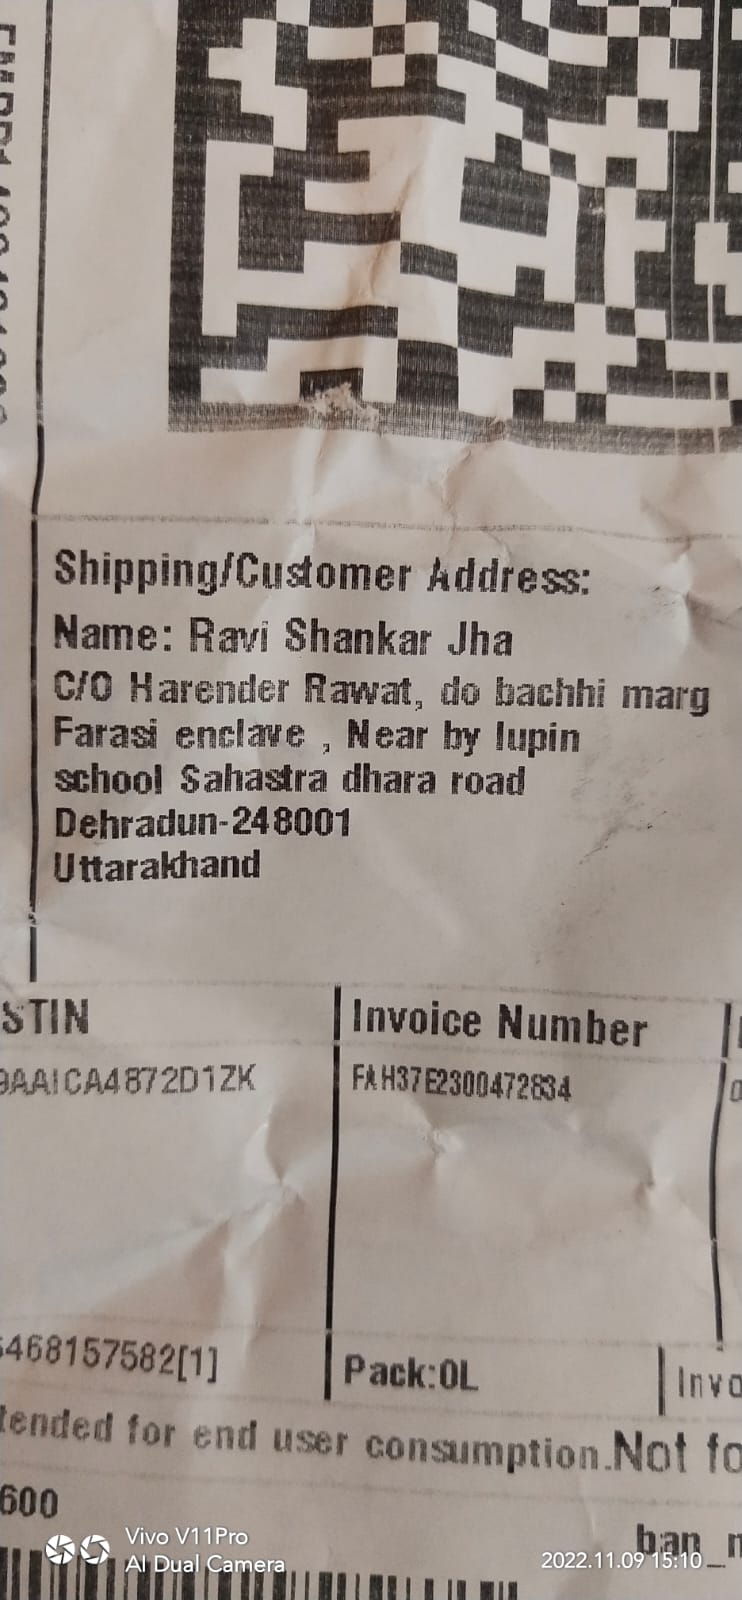 Shipping/Customer Address:
Name: Ravi Shankar Jha
C/O Harender Rawat, do bachhi marg
Farasi enclave , Near by lupin
school Sahastra dhara road
Dehradun-248001
Uttarakhand
STIN
Invoice Number
9AAICA4872D1ZK
FAH37E2300472634
5468157582[1]
Pack:0L
Invo
tended for end user consumption.Not fo
600
ban_
Vivo V11Pro
AI Dual Camera
2022.11.09 15:10